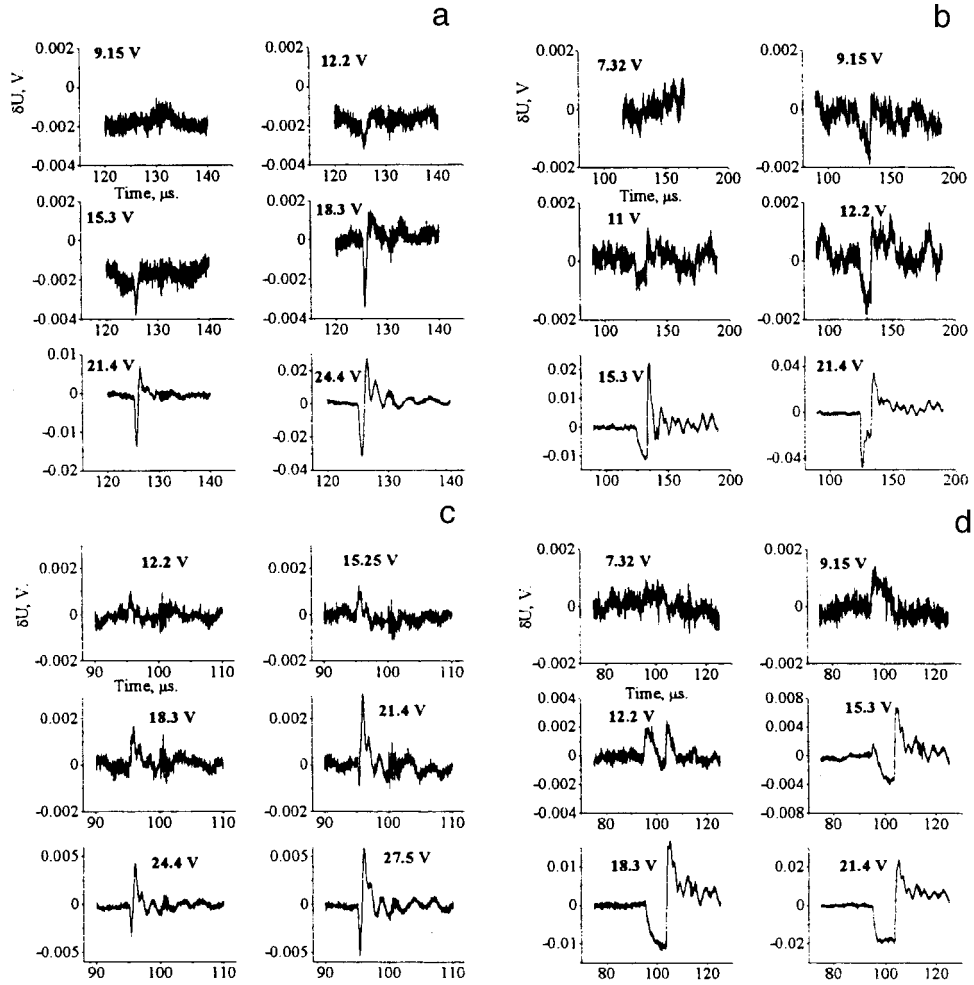 a
9.15 V
12.2 V
δU, V
0.002
0
-0.002
-0.004
0.002
0
-0.002
-0.004
120 130 140
120 130 140
Time, μs.
15.3 V
18.3 V
0.002
0
-0.002
-0.004
0.002
0
-0.002
-0.004
120 130 140
120 130 140
21.4 V
24.4 V
0.01
0
-0.01
-0.02
0.02
0
-0.02
-0.04
120 130 140
120 130 140
b
7.32 V
9.15 V
δU, V
0.002
0
-0.002
0.002
0
-0.002
100 150 200
100 150 200
Time, μs
11 V
12.2 V
0.002
0
-0.002
0.002
0
-0.002
100 150 200
100 150 200
15.3 V
21.4 V
0.02
0.01
0
-0.01
0.04
0
-0.04
100 150 200
100 150 200
c
12.2 V
15.25 V
δU, V.
0.002
0
-0.002
0.002
0
-0.002
90 100 110
90 100 110
Time, μs.
18.3 V
21.4 V
0.002
0
0.002
0.002
0
0.002
90 100 110
90 100 110
24.4 V
27.5 V
0.005
0
0.005
0.005
0
-0.005
90 100 110
90 100 110
d
7.32 V
9.15 V
δU, V.
0.002
0
-0.002
0.002
0
-0.002
80 100 120
80 100 120
Time, μs.
12.2 V
15.3 V
0.004
0.002
0
-0.002
0.004
0.008
0.004
0
-0.004
-0.008
80 100 120
80 100 120
18.3 V
21.4 V
0.01
0
-0.01
0.02
0
-0.02
80 100 120
80 100 120